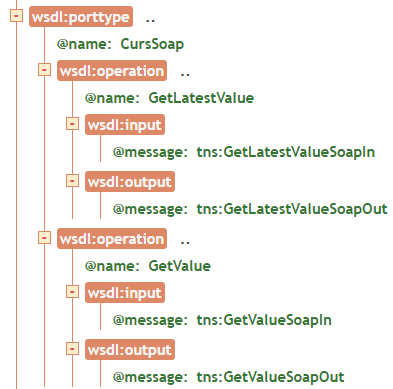 wsdl:porttype ..
@name: CursSoap
wsdl:operation ..
@name: GetLatestValue
wsdl:input
@message: tns:GetLatestValueSoapIn
wsdl:output
@message: tns:GetLatestValueSoapOut
wsdl:operation ..
@name: GetValue
wsdl:input
@message: tns:GetValueSoapIn
wsdl:output
@message: tns:GetValueSoapOut